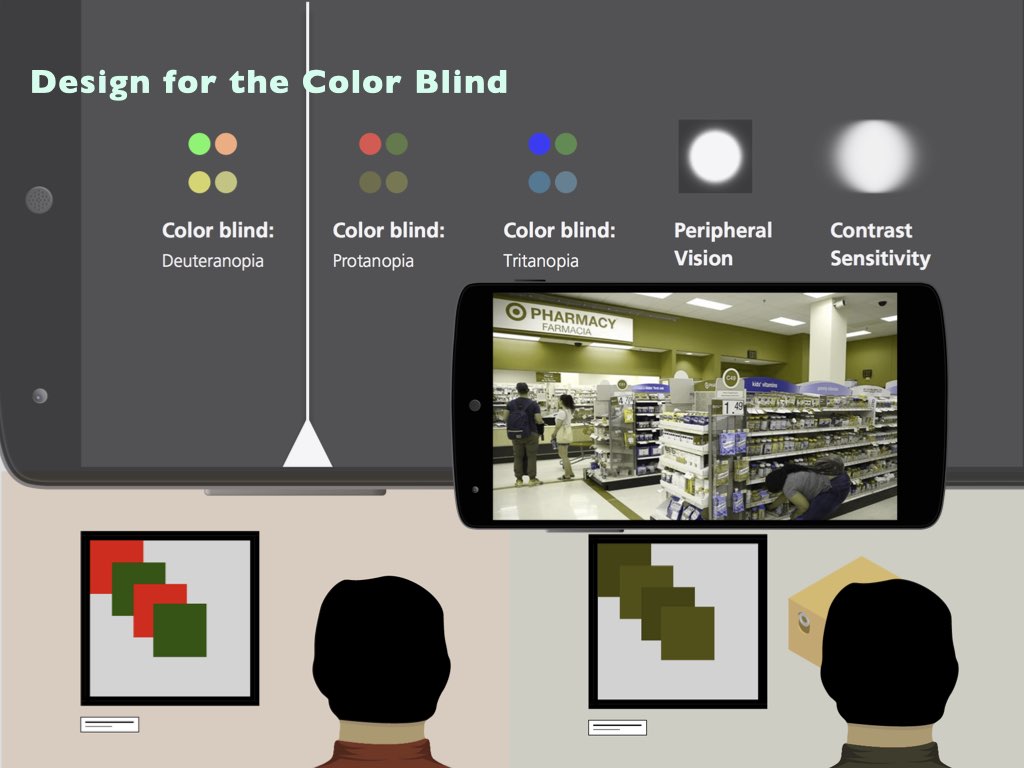 Design for the Color Blind
Color blind:
Deuteranopia
Color blind:
Protanopia
Color blind:
Tritanopia
Peripheral
Vision
Contrast
Sensitivity
PHARMACY
FARMACIA
C49
kids' vitamins
1 49